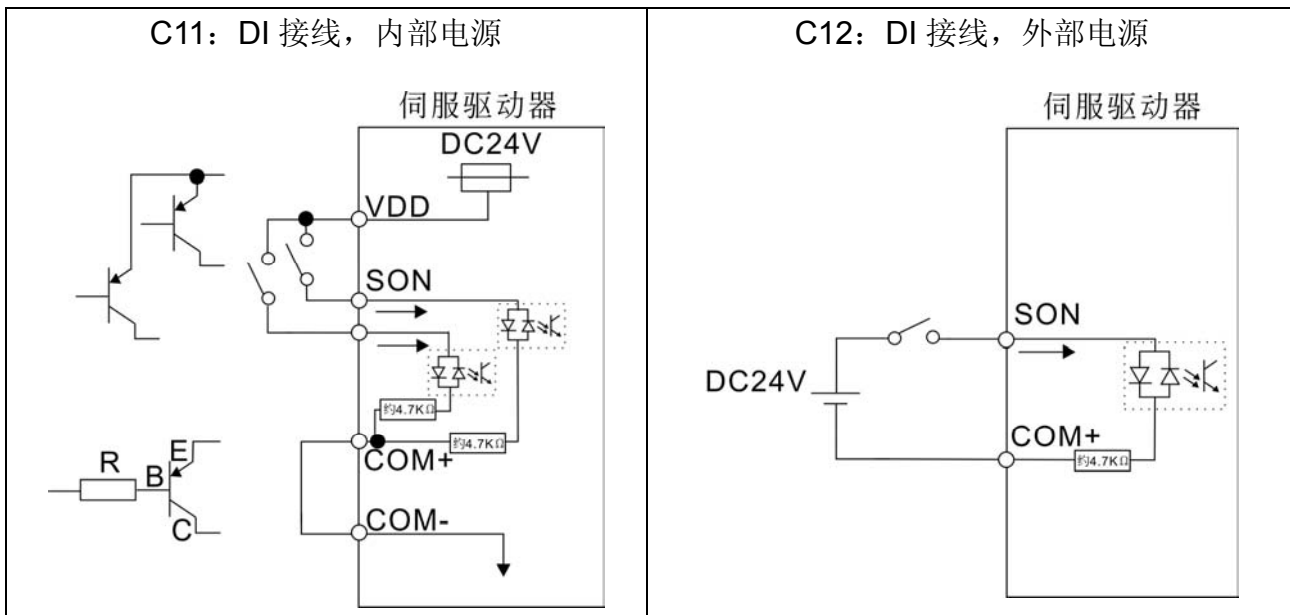 C11：DI 接线，内部电源
伺服驱动器
DC24V
VDD
SON
约4.7KΩ
约4.7KΩ
COM+
COM-
R
B
E
C
C12：DI 接线，外部电源
伺服驱动器
SON
DC24V
COM+
约4.7KΩ